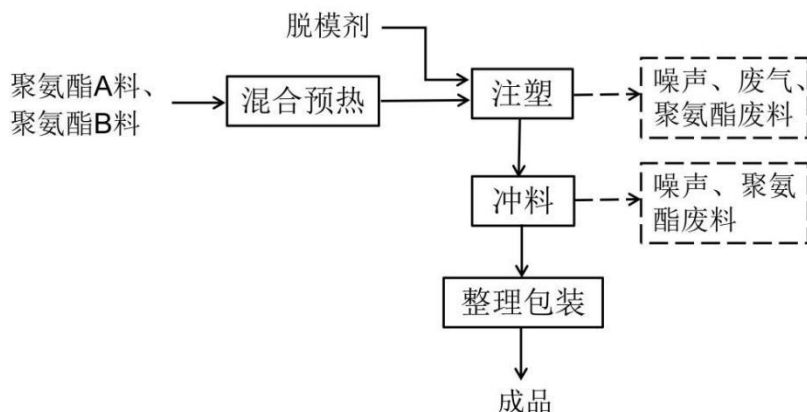 脱模剂
聚氨酯A料、
聚氨酯B料
混合预热
注塑
噪声、废气、
聚氨酯废料
冲料
噪声、聚氨
酯废料
整理包装
成品